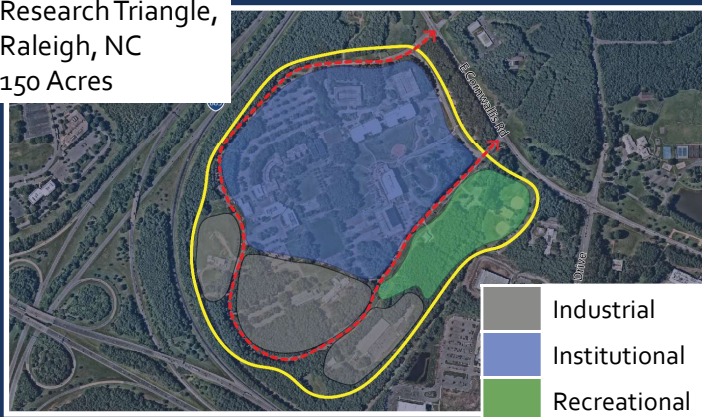 Research Triangle,
Raleigh, NC
150 Acres
E Cornwallis Rd
Drive
Industrial
Institutional
Recreational